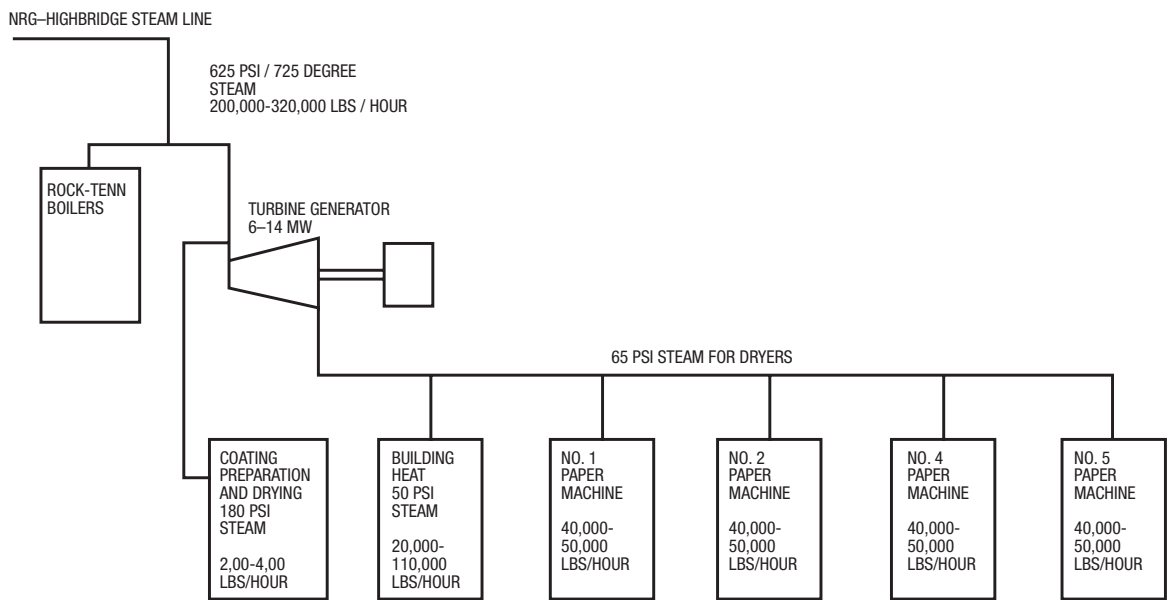 NRG–HIGHBRIDGE STEAM LINE
625 PSI / 725 DEGREE
STEAM
200,000-320,000 LBS / HOUR
ROCK-TENN
BOILERS
TURBINE GENERATOR
6–14 MW
65 PSI STEAM FOR DRYERS
COATING
PREPARATION
AND DRYING
180 PSI
STEAM
2,00-4,00
LBS/HOUR
BUILDING
HEAT
50 PSI
STEAM
20,000-
110,000
LBS/HOUR
NO. 1
PAPER
MACHINE
40,000-
50,000
LBS/HOUR
NO. 2
PAPER
MACHINE
40,000-
50,000
LBS/HOUR
NO. 4
PAPER
MACHINE
40,000-
50,000
LBS/HOUR
NO. 5
PAPER
MACHINE
40,000-
50,000
LBS/HOUR